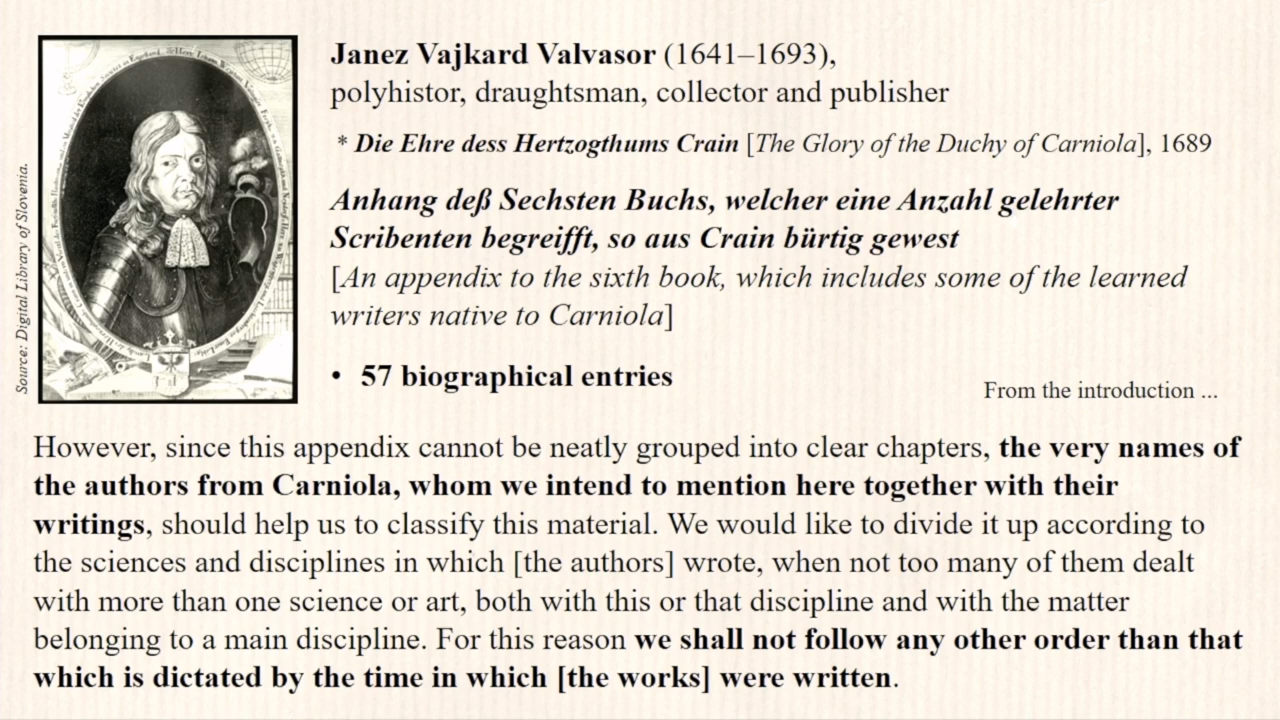 Janez Vajkard Valvasor (1641–1693),
polyhistor, draughtsman, collector and publisher
* Die Ehre dess Hertzogthums Crain [The Glory of the Duchy of Carniola], 1689
Anhang deß Sechsten Buchs, welcher eine Anzahl gelehrter
Scribenten begreifft, so aus Crain bürtig gewest
[An appendix to the sixth book, which includes some of the learned
writers native to Carniola]
• 57 biographical entries
Source: Digital Library of Slovenia.
From the introduction ...
However, since this appendix cannot be neatly grouped into clear chapters, the very names of
the authors from Carniola, whom we intend to mention here together with their
writings, should help us to classify this material. We would like to divide it up according to
the sciences and disciplines in which [the authors] wrote, when not too many of them dealt
with more than one science or art, both with this or that discipline and with the matter
belonging to a main discipline. For this reason we shall not follow any other order than that
which is dictated by the time in which [the works] were written.